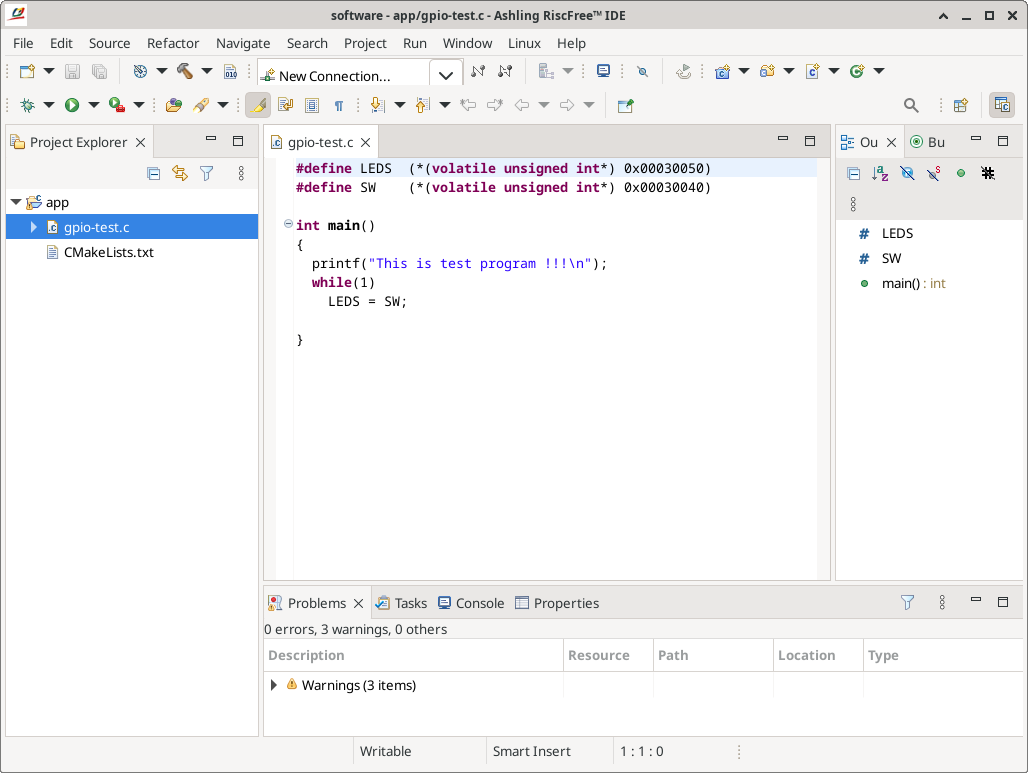 software - app/gpio-test.c - Ashling RiscFree™ IDE
File Edit Source Refactor Navigate Search Project Run Window Linux Help
010 New Connection...
Project Explorer
gpio-test.c
Ou Bu
app
gpio-test.c
CMakeLists.txt
#define LEDS  (*(volatile unsigned int*) 0x00030050)
#define SW    (*(volatile unsigned int*) 0x00030040)
int main()
{
  printf("This is test program !!!\n");
  while(1)
    LEDS = SW;
}
# LEDS
# SW
main() : int
Problems Tasks Console Properties
0 errors, 3 warnings, 0 others
Description Resource Path Location Type
Warnings (3 items)
Writable Smart Insert 1 : 1 : 0